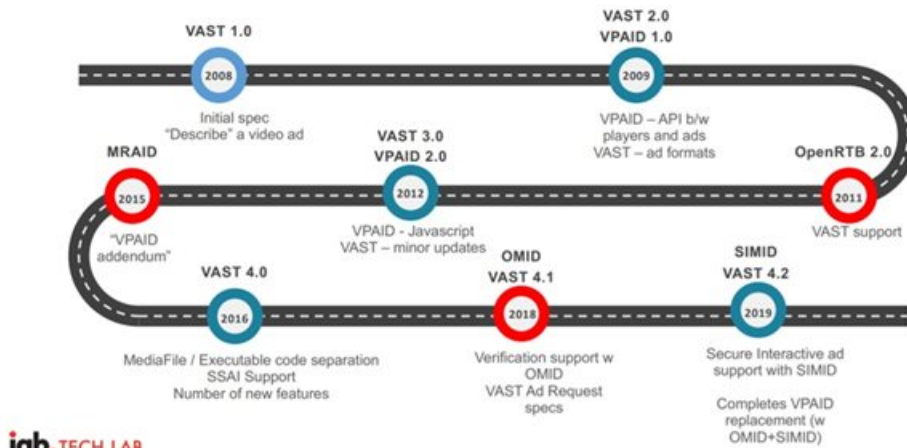 VAST 1.0
2008
Initial spec
"Describe" a video ad
VAST 2.0
VPAID 1.0
2009
VPAID – API b/w
players and ads
VAST – ad formats
OpenRTB 2.0
2011
VAST support
VAST 3.0
VPAID 2.0
2012
VPAID - Javascript
VAST – minor updates
MRAID
2015
"VPAID
addendum"
VAST 4.0
2016
MediaFile / Executable code separation
SSAI Support
Number of new features
OMID
VAST 4.1
2018
Verification support w
OMID
VAST Ad Request
specs
SIMID
VAST 4.2
2019
Secure Interactive ad
support with SIMID
Completes VPAID
replacement (w
OMID+SIMID)
iab TECH LAB